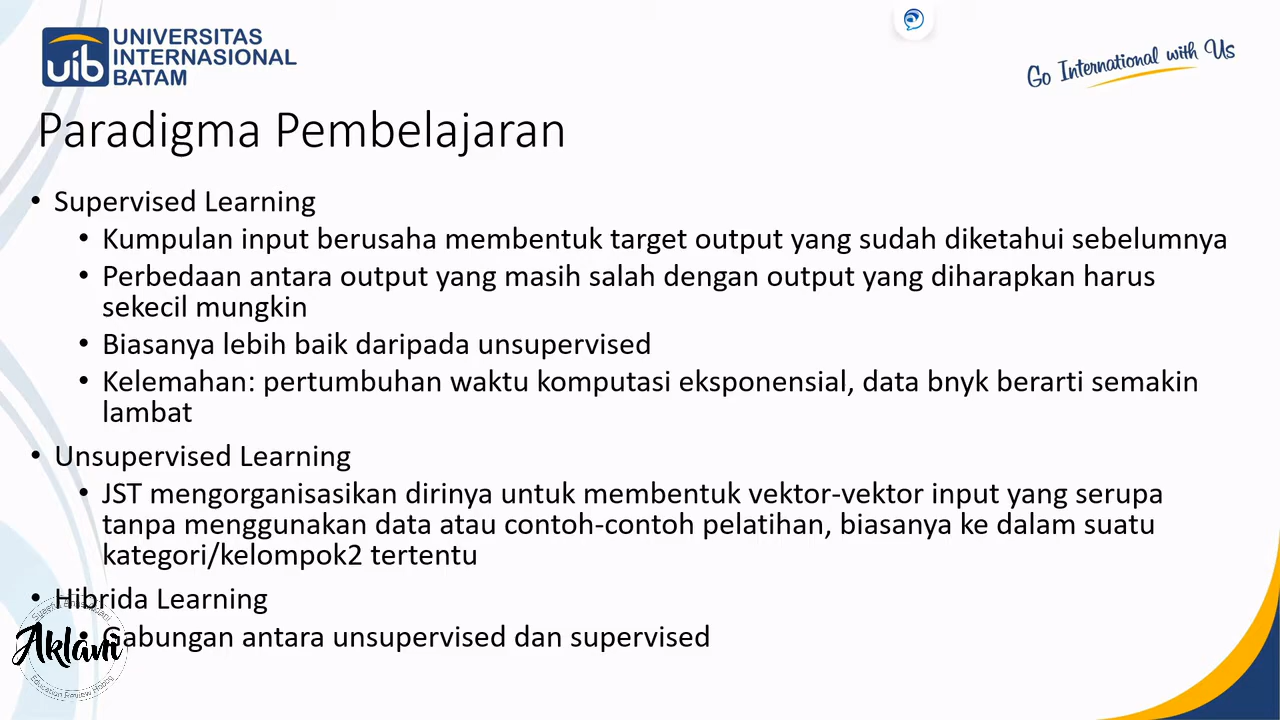 uib
UNIVERSITAS
INTERNASIONAL
BATAM
Go International with Us
Paradigma Pembelajaran
• Supervised Learning
• Kumpulan input berusaha membentuk target output yang sudah diketahui sebelumnya
• Perbedaan antara output yang masih salah dengan output yang diharapkan harus
sekecil mungkin
• Biasanya lebih baik daripada unsupervised
• Kelemahan: pertumbuhan waktu komputasi eksponensial, data bnyk berarti semakin
lambat
• Unsupervised Learning
• JST mengorganisasikan dirinya untuk membentuk vektor-vektor input yang serupa
tanpa menggunakan data atau contoh-contoh pelatihan, biasanya ke dalam suatu
kategori/kelompok2 tertentu
• Hibrida Learning
• Gabungan antara unsupervised dan supervised
Aklam
Education Review